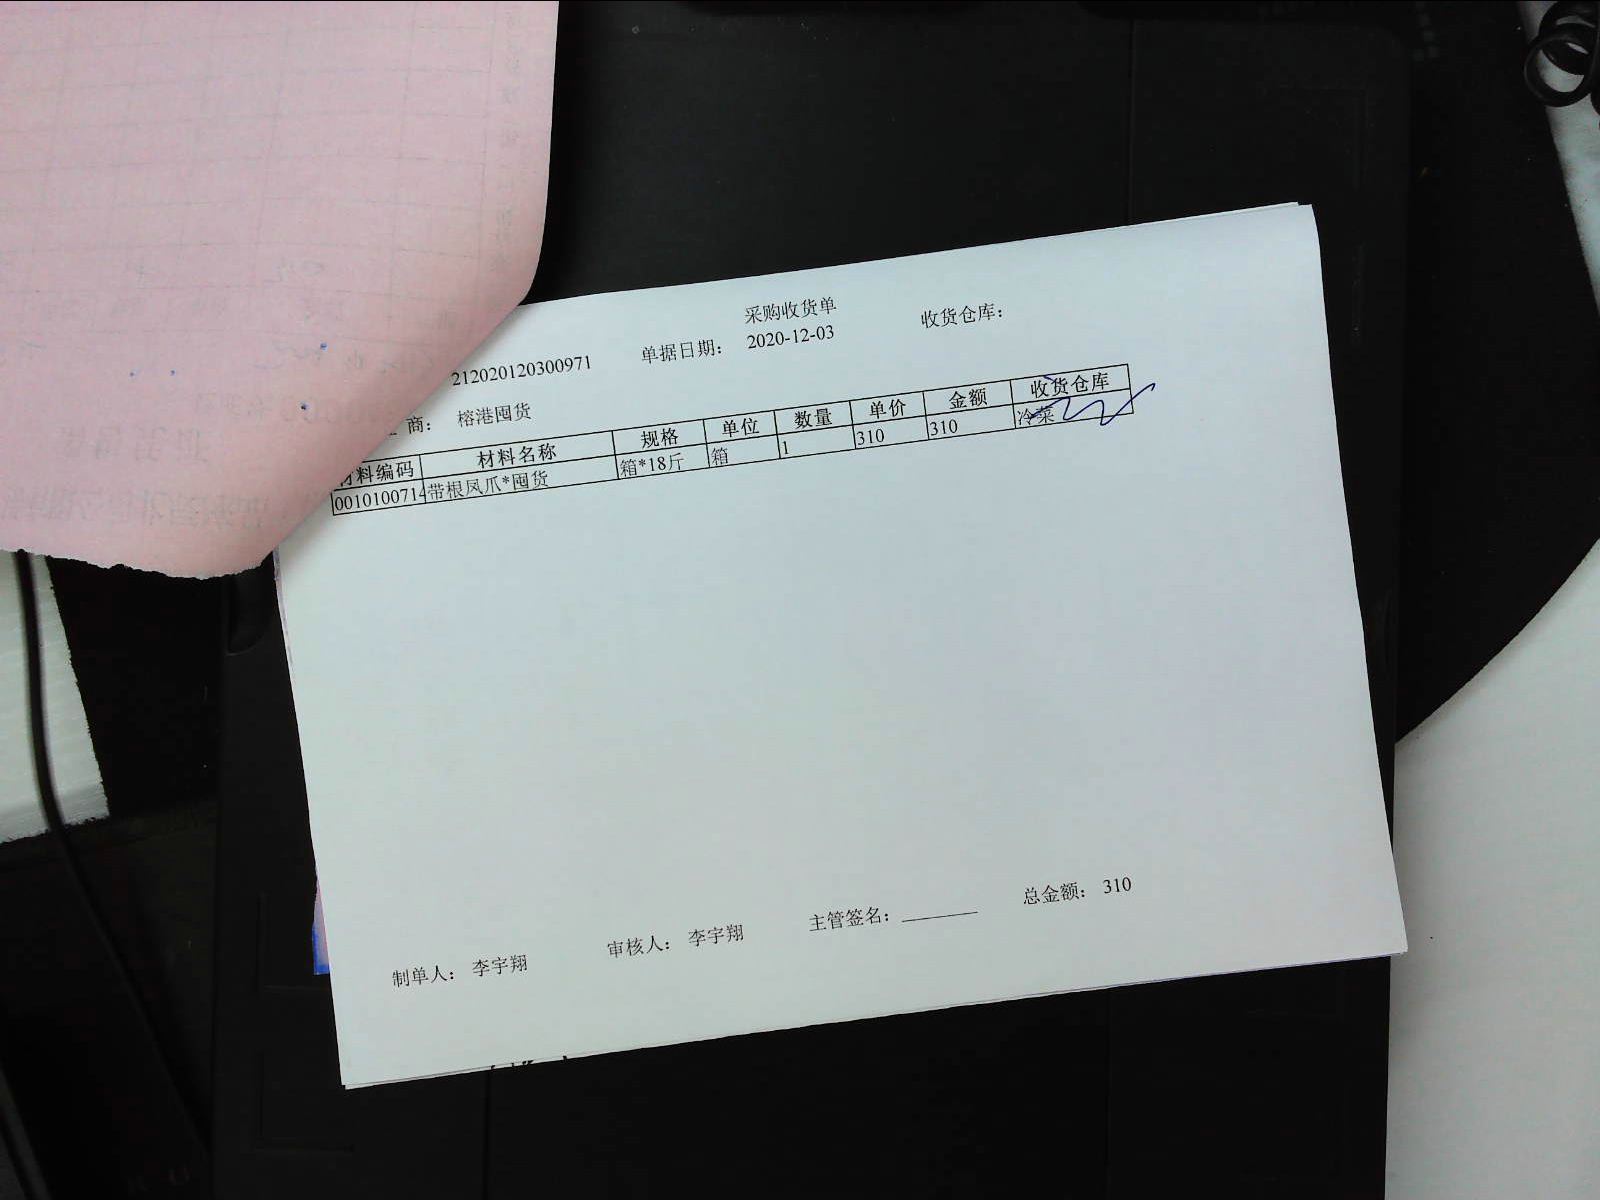 采购收货单
212020120300971 单据日期： 2020-12-03 收货仓库：
商： 榕港囤货
材料编码 材料名称 规格 单位 数量 单价 金额 收货仓库
0010100714 带根凤爪*囤货 箱*18斤 箱 1 310 310 冷菜
制单人： 李宇翔 审核人： 李宇翔 主管签名： 总金额： 310